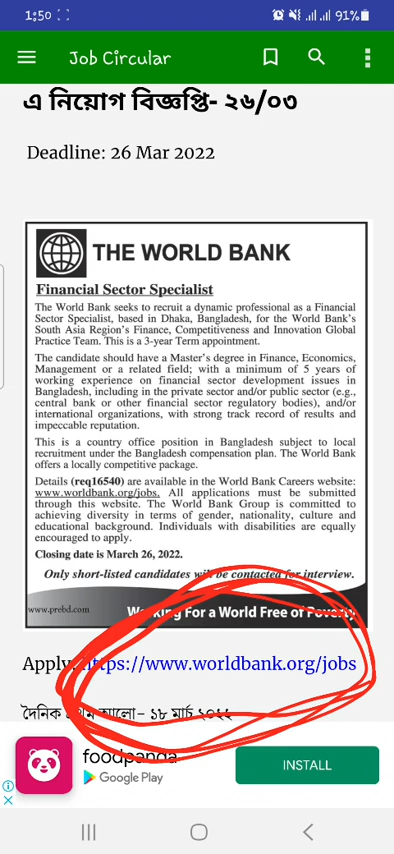 1:50
91%
Job Circular
এ নিয়োগ বিজ্ঞপ্তি- ২৬/০৩
Deadline: 26 Mar 2022
THE WORLD BANK
Financial Sector Specialist
The World Bank seeks to recruit a dynamic professional as a Financial
Sector Specialist, based in Dhaka, Bangladesh, for the World Bank's
South Asia Region's Finance, Competitiveness and Innovation Global
Practice Team. This is a 3-year Term appointment.
The candidate should have a Master's degree in Finance, Economics,
Management or a related field; with a minimum of 5 years of
working experience on financial sector development issues in
Bangladesh, including in the private sector and/or public sector (e.g.,
central bank or other financial sector regulatory bodies), and/or
international organizations, with strong track record of results and
impeccable reputation.
This is a country office position in Bangladesh subject to local
recruitment under the Bangladesh compensation plan. The World Bank
offers a locally competitive package.
Details (req16540) are available in the World Bank Careers website:
www.worldbank.org/jobs. All applications must be submitted
through this website. The World Bank Group is committed to
achieving diversity in terms of gender, nationality, culture and
educational background. Individuals with disabilities are equally
encouraged to apply.
Closing date is March 26, 2022.
Only short-listed candidates will be contacted for interview.
www.prebd.com
Working For a World Free of Poverty
Apply: https://www.worldbank.org/jobs
দৈনিক প্রথম আলো- ১৮ মার্চ ২০২২
foodpanda
Google Play
INSTALL